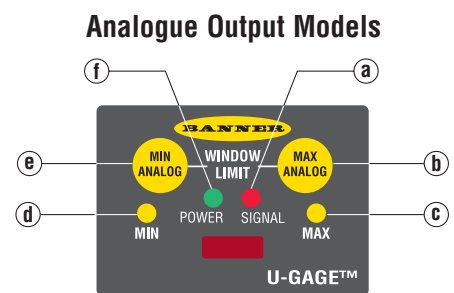 Analogue Output Models
f
a
BANNER
e
MIN ANALOG
WINDOW LIMIT
MAX ANALOG
b
d
POWER
SIGNAL
c
MIN
MAX
U-GAGE™